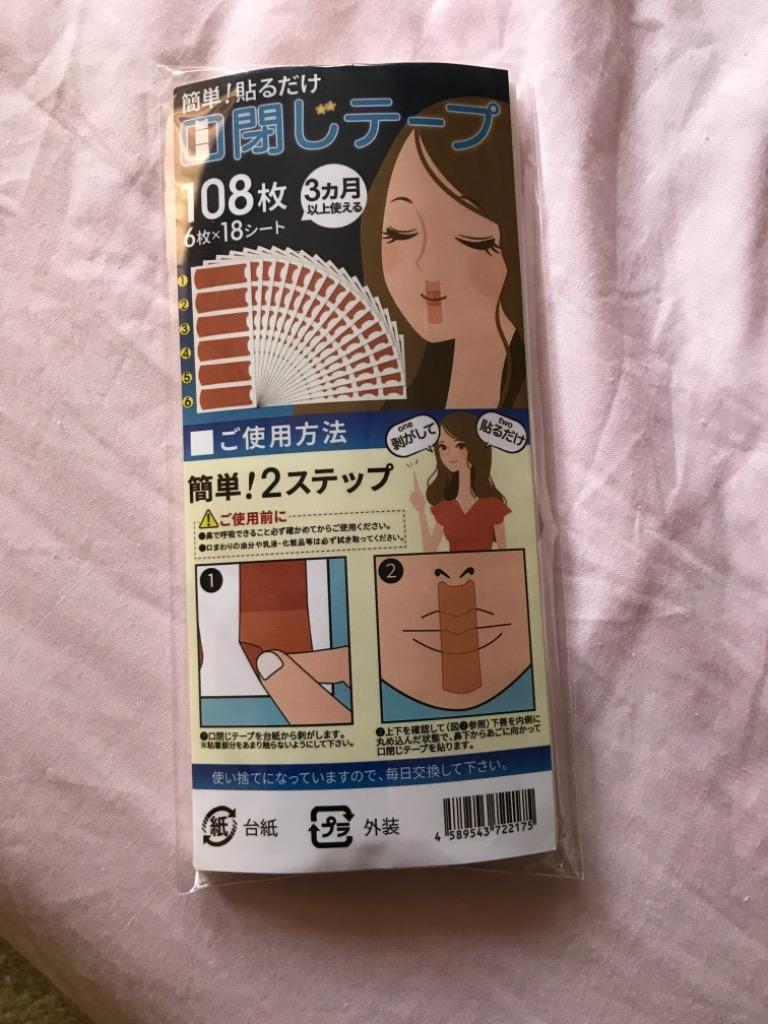 簡単!貼るだけ
口閉じテープ
108枚
6枚×18シート
3カ月
以上使える
1
2
3
4
5
6
■ご使用方法
one
剥がして
two
貼るだけ
簡単!2ステップ
ご使用前に
●鼻で呼吸できること必ず確かめてからご使用ください。
●口まわりの油分や乳液・化粧品等は必ず拭き取ってください。
1
2
❶口閉じテープを台紙から剥がします。
※粘着部分をあまり触らないようにして下さい。
❷上下を確認して(図❷参照)下唇を内側に
丸め込んだ状態で、鼻下からあごに向かって
口閉じテープを貼ります。
使い捨てになっていますので、毎日交換して下さい。
紙 台紙
プラ 外装
4 589543 722175